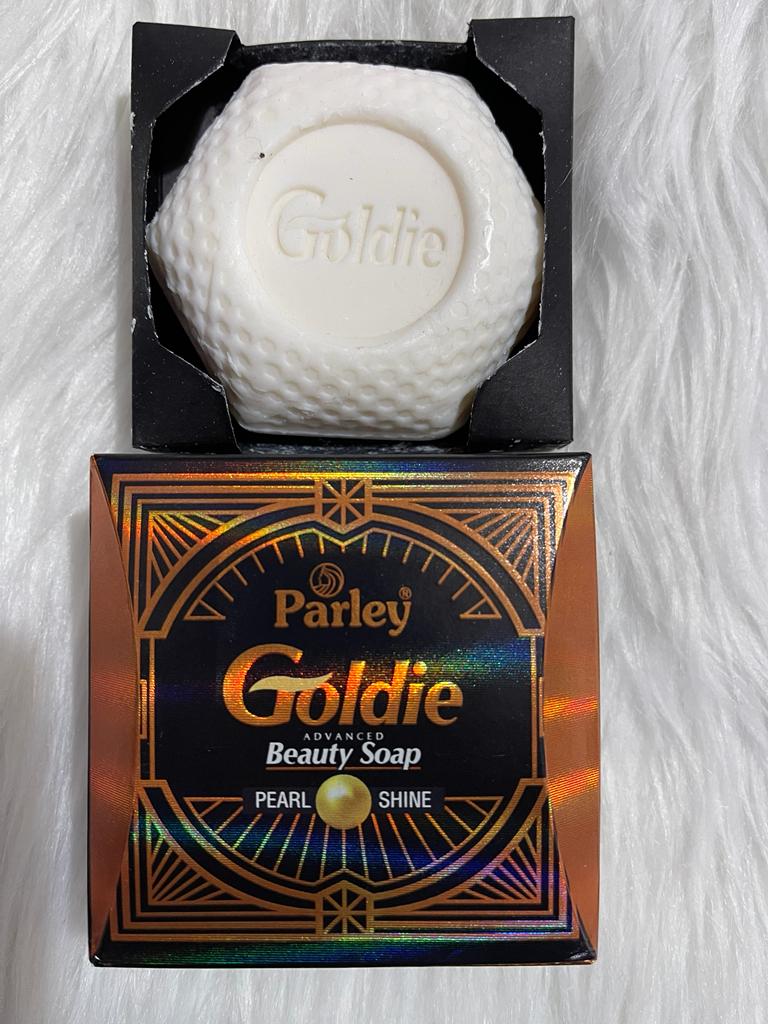 Goldie
Parley®
Goldie
ADVANCED
Beauty Soap
PEARL SHINE